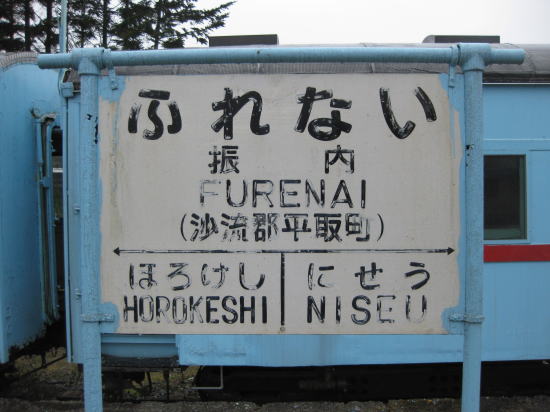 ふれない
振内
FURENAI
(沙流郡平取町)
ほろけし にせう
HOROKESHI NISEU